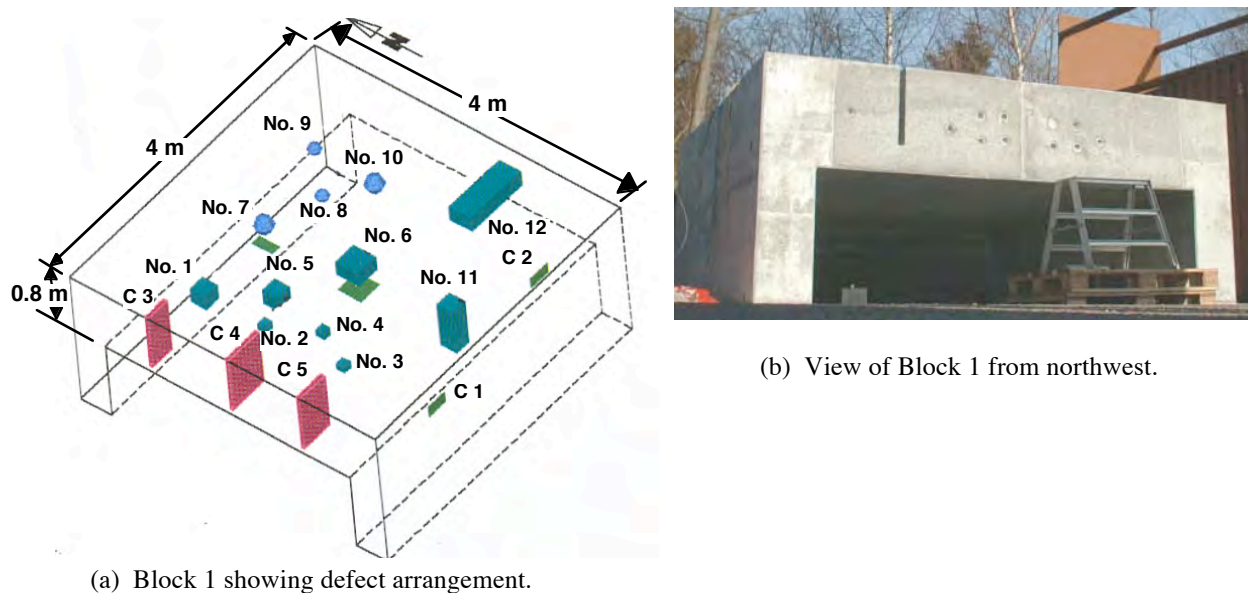 N
4 m
4 m
0.8 m
No. 9
No. 10
No. 7
No. 8
No. 12
No. 6
No. 1
No. 5
C 2
No. 11
C 3
C 4
No. 2
No. 4
C 5
No. 3
C 1
(a) Block 1 showing defect arrangement.
(b) View of Block 1 from northwest.